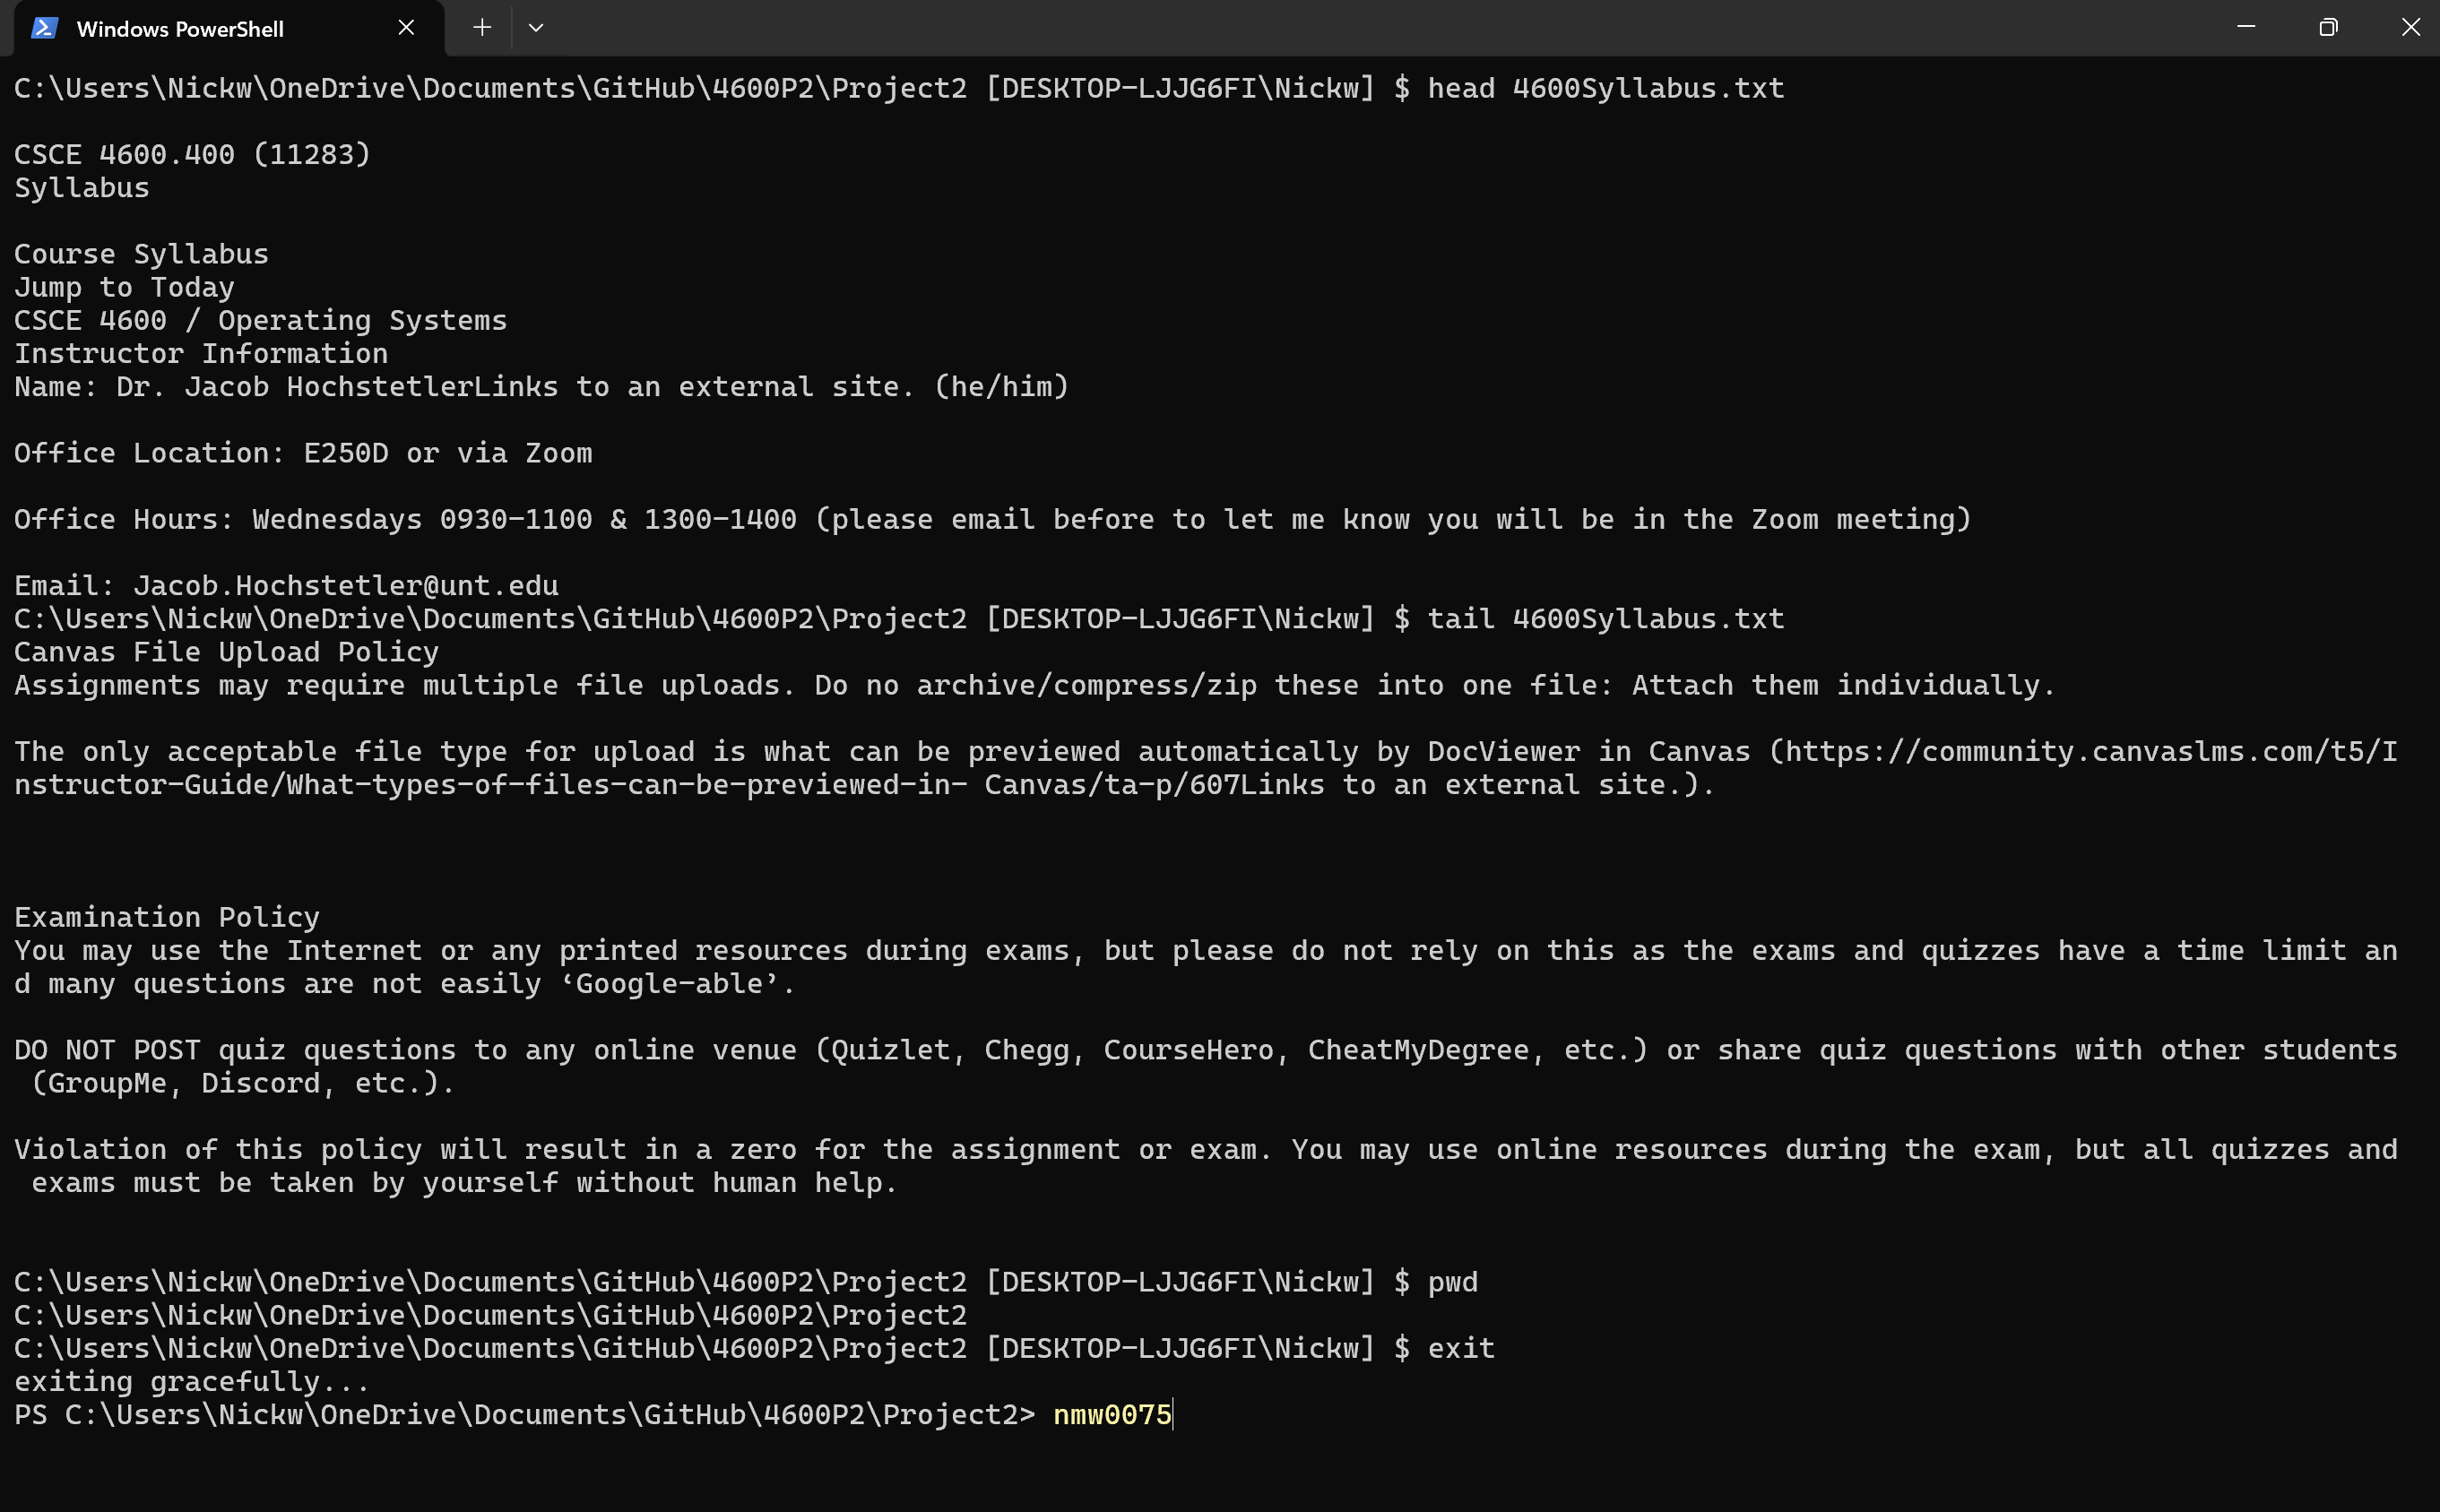 Windows PowerShell
C:\Users\Nickw\OneDrive\Documents\GitHub\4600P2\Project2 [DESKTOP-LJJG6FI\Nickw] $ head 4600Syllabus.txt
CSCE 4600.400 (11283)
Syllabus
Course Syllabus
Jump to Today
CSCE 4600 / Operating Systems
Instructor Information
Name: Dr. Jacob HochstetlerLinks to an external site. (he/him)
Office Location: E250D or via Zoom
Office Hours: Wednesdays 0930-1100 & 1300-1400 (please email before to let me know you will be in the Zoom meeting)
Email: Jacob.Hochstetler@unt.edu
C:\Users\Nickw\OneDrive\Documents\GitHub\4600P2\Project2 [DESKTOP-LJJG6FI\Nickw] $ tail 4600Syllabus.txt
Canvas File Upload Policy
Assignments may require multiple file uploads. Do no archive/compress/zip these into one file: Attach them individually.
The only acceptable file type for upload is what can be previewed automatically by DocViewer in Canvas (https://community.canvaslms.com/t5/I
nstructor-Guide/What-types-of-files-can-be-previewed-in- Canvas/ta-p/607Links to an external site.).
Examination Policy
You may use the Internet or any printed resources during exams, but please do not rely on this as the exams and quizzes have a time limit an
d many questions are not easily ‘Google-able’.
DO NOT POST quiz questions to any online venue (Quizlet, Chegg, CourseHero, CheatMyDegree, etc.) or share quiz questions with other students
(GroupMe, Discord, etc.).
Violation of this policy will result in a zero for the assignment or exam. You may use online resources during the exam, but all quizzes and
exams must be taken by yourself without human help.
C:\Users\Nickw\OneDrive\Documents\GitHub\4600P2\Project2 [DESKTOP-LJJG6FI\Nickw] $ pwd
C:\Users\Nickw\OneDrive\Documents\GitHub\4600P2\Project2
C:\Users\Nickw\OneDrive\Documents\GitHub\4600P2\Project2 [DESKTOP-LJJG6FI\Nickw] $ exit
exiting gracefully...
PS C:\Users\Nickw\OneDrive\Documents\GitHub\4600P2\Project2> nmw0075